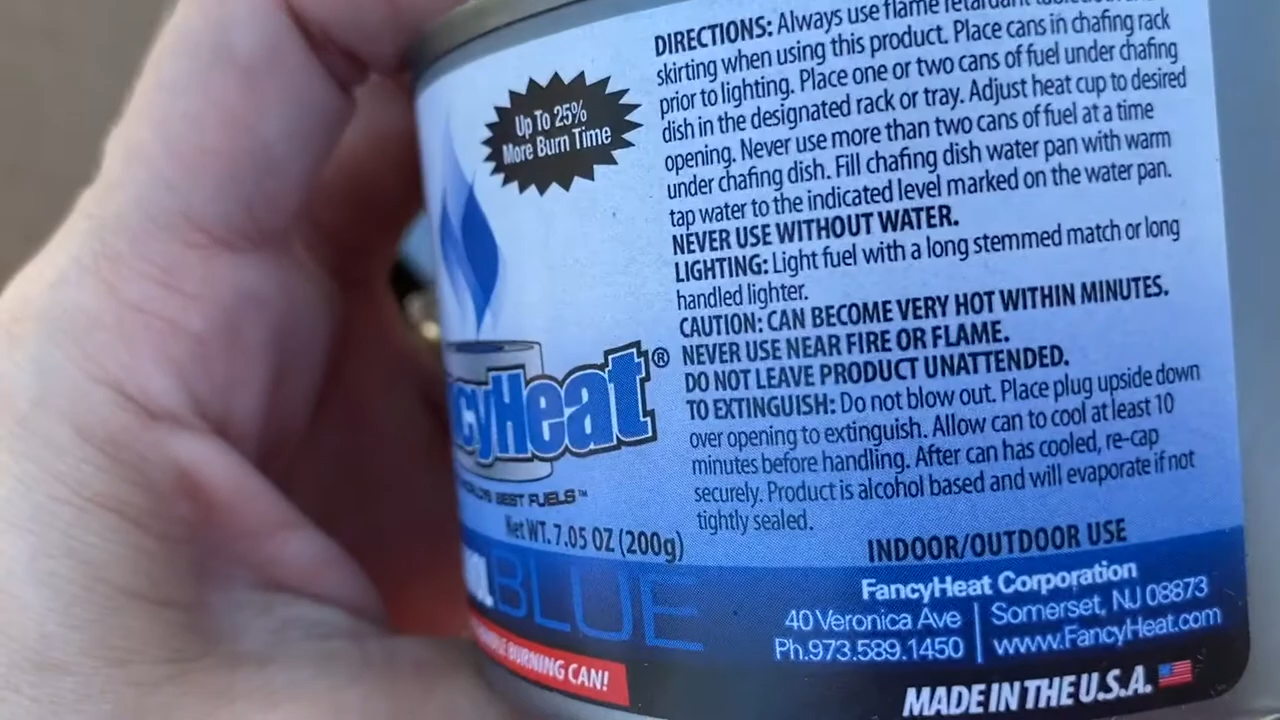 Up To 25%
More Burn Time
cyHeat®
BEST FUELS™
Net WT. 7.05 OZ (200g)
BLUE
BURNING CAN!
DIRECTIONS: Always use flame retardant
skirting when using this product. Place cans in chafing rack
prior to lighting. Place one or two cans of fuel under chafing
dish in the designated rack or tray. Adjust heat cup to desired
opening. Never use more than two cans of fuel at a time
under chafing dish. Fill chafing dish water pan with warm
tap water to the indicated level marked on the water pan.
NEVER USE WITHOUT WATER.
LIGHTING: Light fuel with a long stemmed match or long
handled lighter.
CAUTION: CAN BECOME VERY HOT WITHIN MINUTES.
NEVER USE NEAR FIRE OR FLAME.
DO NOT LEAVE PRODUCT UNATTENDED.
TO EXTINGUISH: Do not blow out. Place plug upside down
over opening to extinguish. Allow can to cool at least 10
minutes before handling. After can has cooled, re-cap
securely. Product is alcohol based and will evaporate if not
tightly sealed.
INDOOR/OUTDOOR USE
FancyHeat Corporation
40 Veronica Ave | Somerset, NJ 08873
Ph.973.589.1450 | www.FancyHeat.com
MADE IN THE U.S.A.